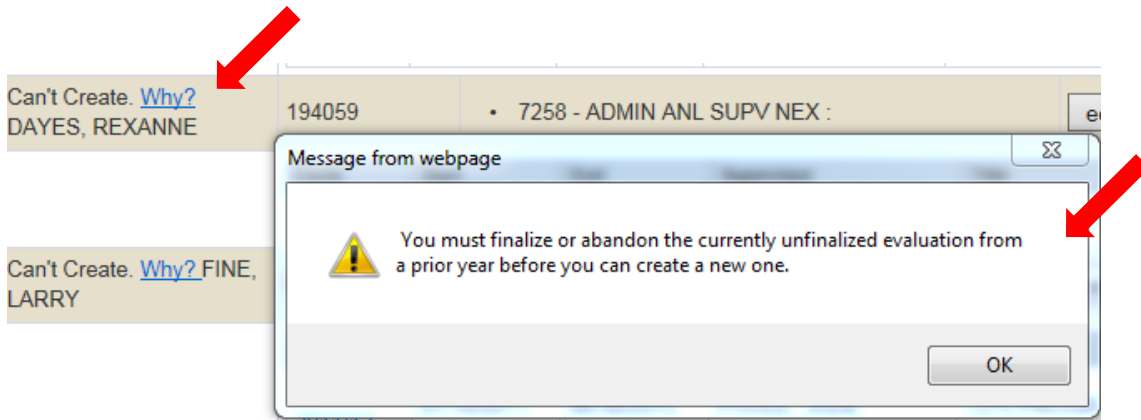 Can't Create. Why?
DAYES, REXANNE
194059
• 7258 - ADMIN ANL SUPV NEX :
Message from webpage
You must finalize or abandon the currently unfinalized evaluation from
a prior year before you can create a new one.
Can't Create. Why? FINE,
LARRY
OK